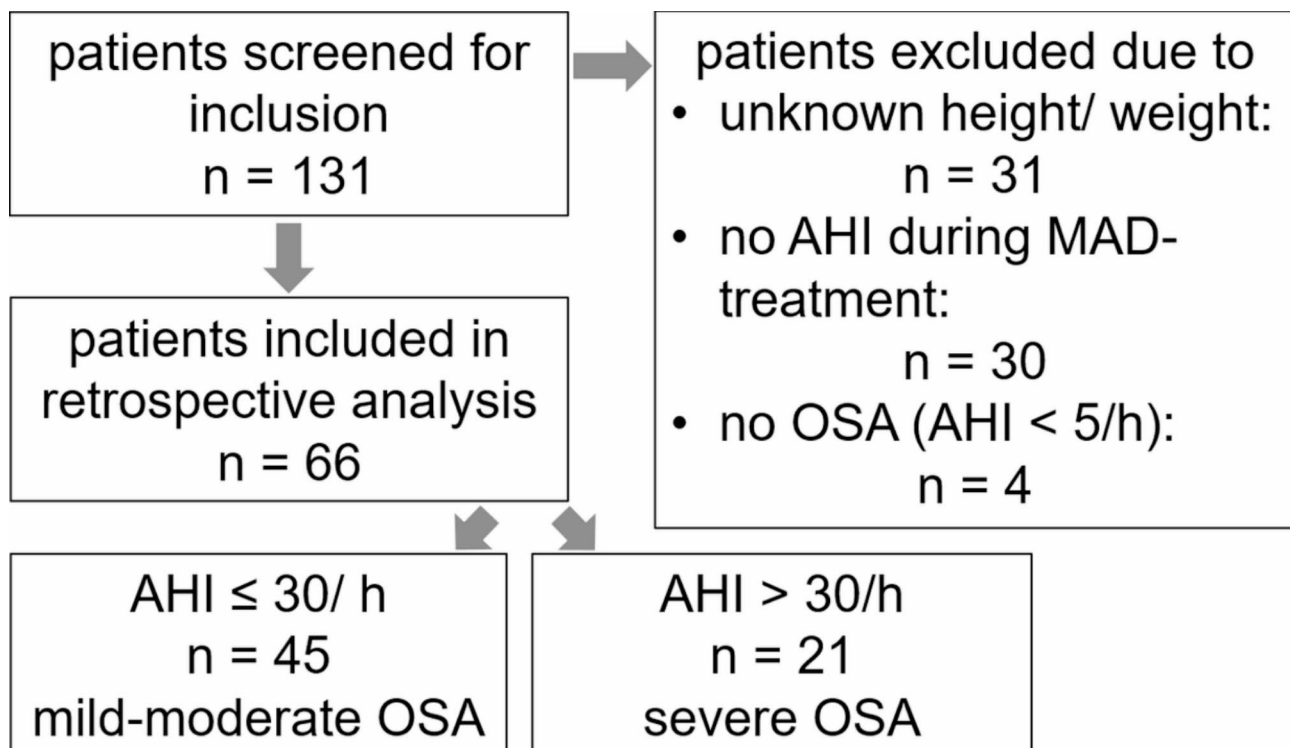 patients screened for
inclusion
n = 131
patients excluded due to
• unknown height/ weight:
n = 31
• no AHI during MAD-
treatment:
n = 30
• no OSA (AHI < 5/h):
n = 4
patients included in
retrospective analysis
n = 66
AHI ≤ 30/ h
n = 45
mild-moderate OSA
AHI > 30/h
n = 21
severe OSA